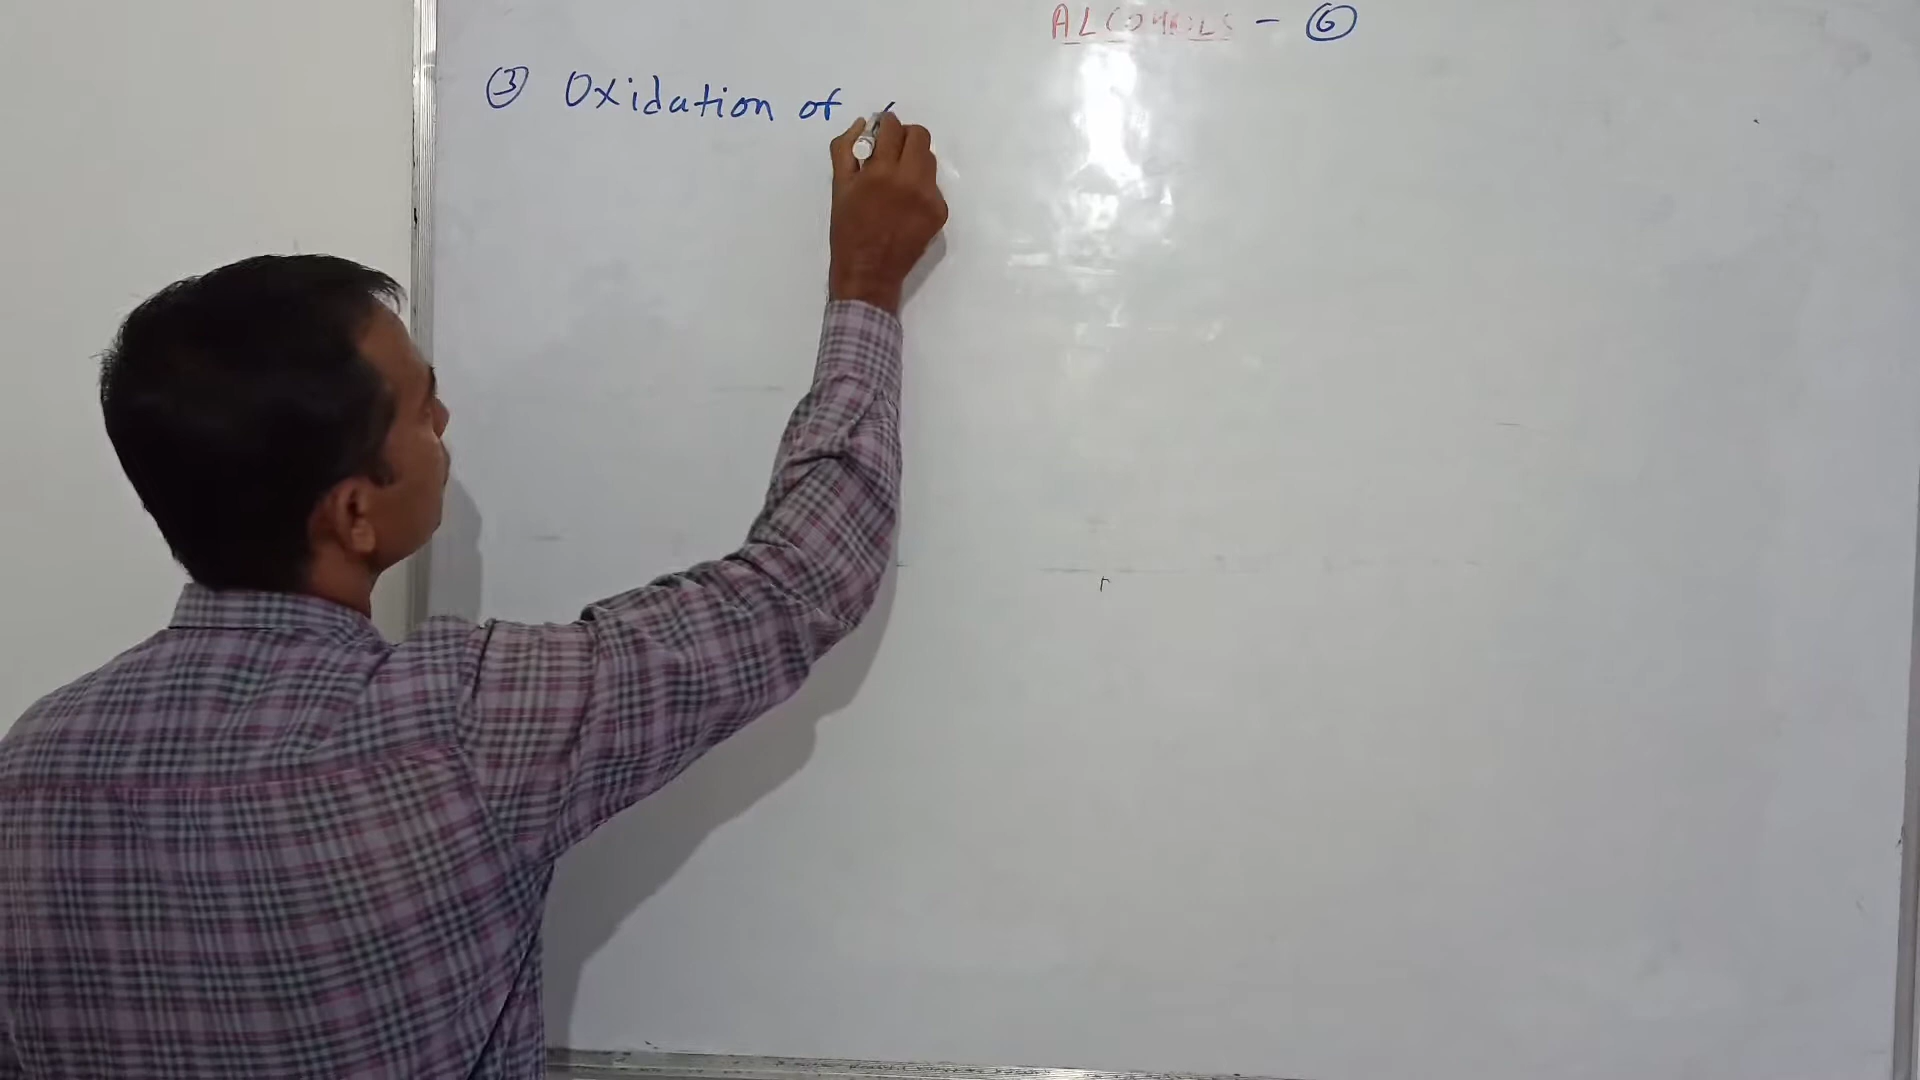 ALCOHOLS - ⑥
③ Oxidation of